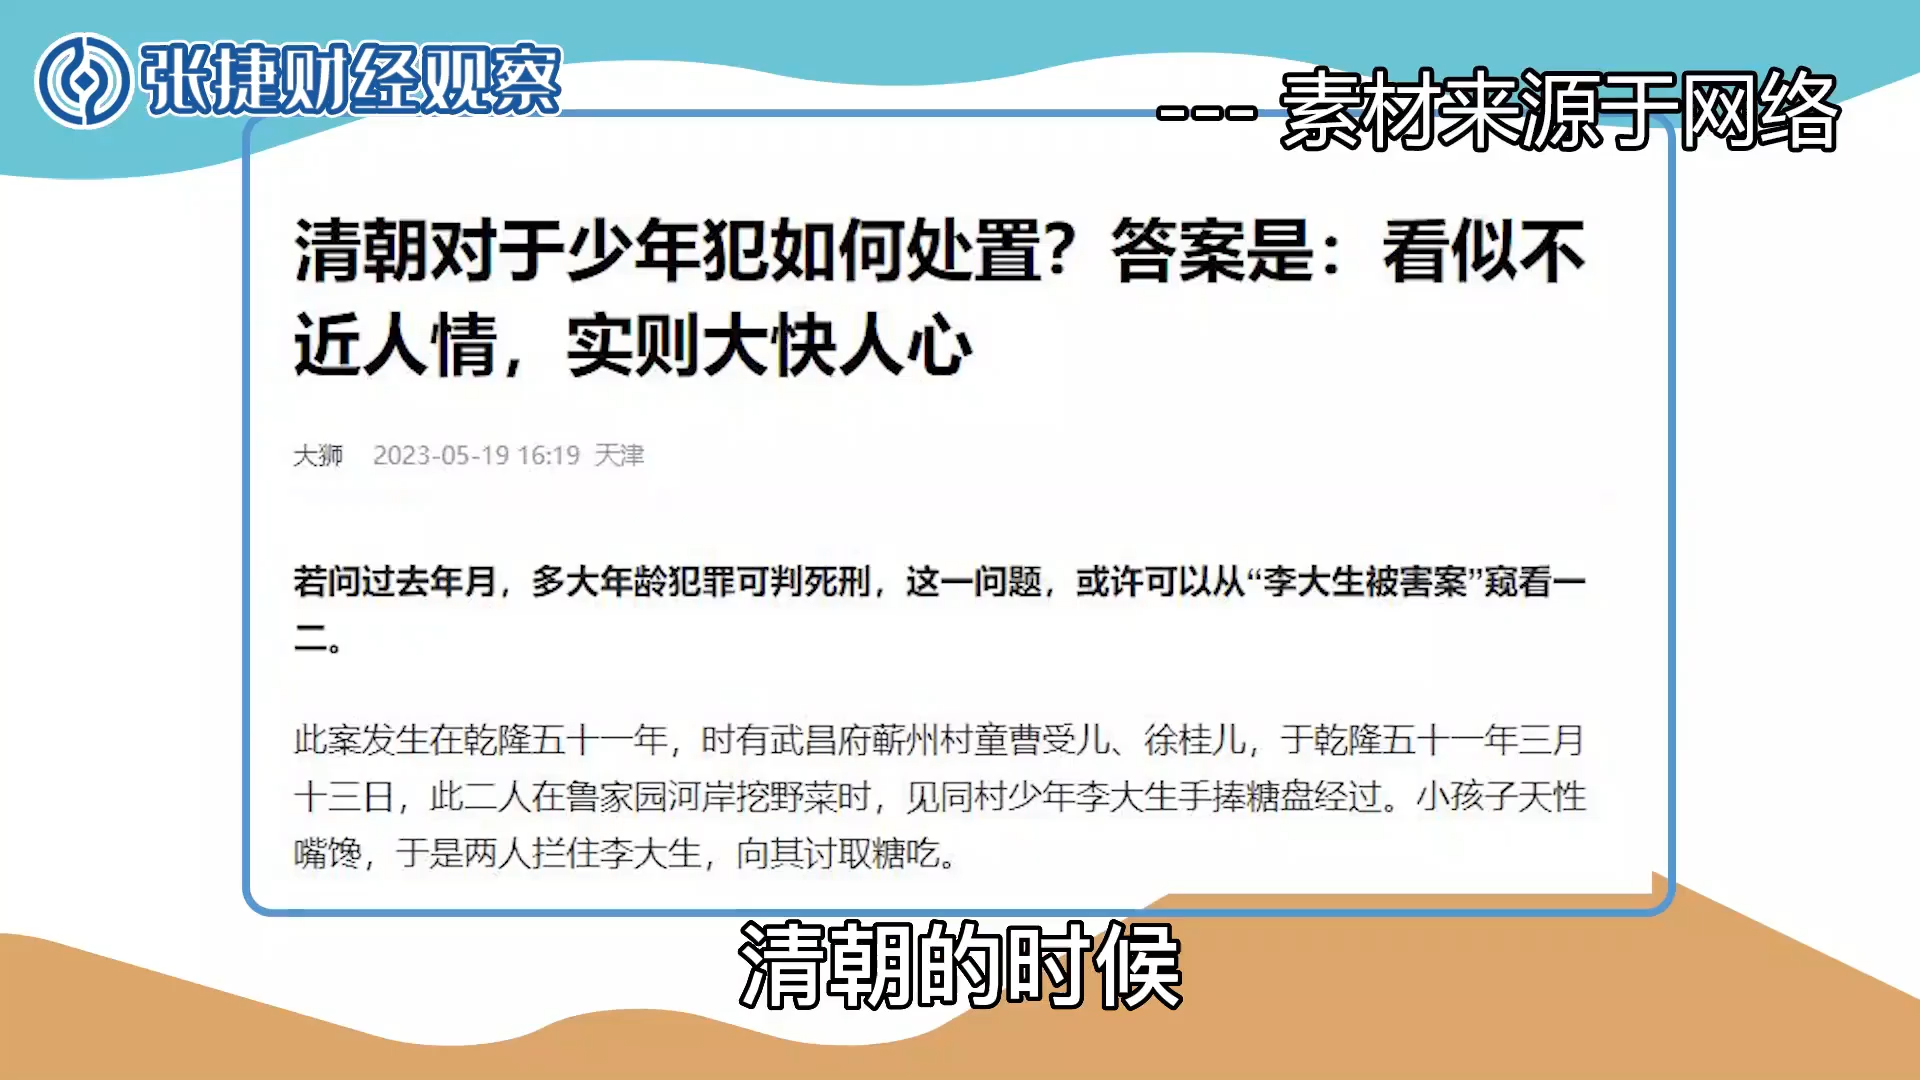 张捷财经观察
--- 素材来源于网络
清朝对于少年犯如何处置？答案是：看似不
近人情，实则大快人心
大狮 2023-05-19 16:19 天津
若问过去年月，多大年龄犯罪可判死刑，这一问题，或许可以从“李大生被害案”窥看一
二。
此案发生在乾隆五十一年，时有武昌府蕲州村童曹受儿、徐桂儿，于乾隆五十一年三月
十三日，此二人在鲁家园河岸挖野菜时，见同村少年李大生手捧糖盘经过。小孩子天性
嘴馋，于是两人拦住李大生，向其讨取糖吃。
清朝的时候